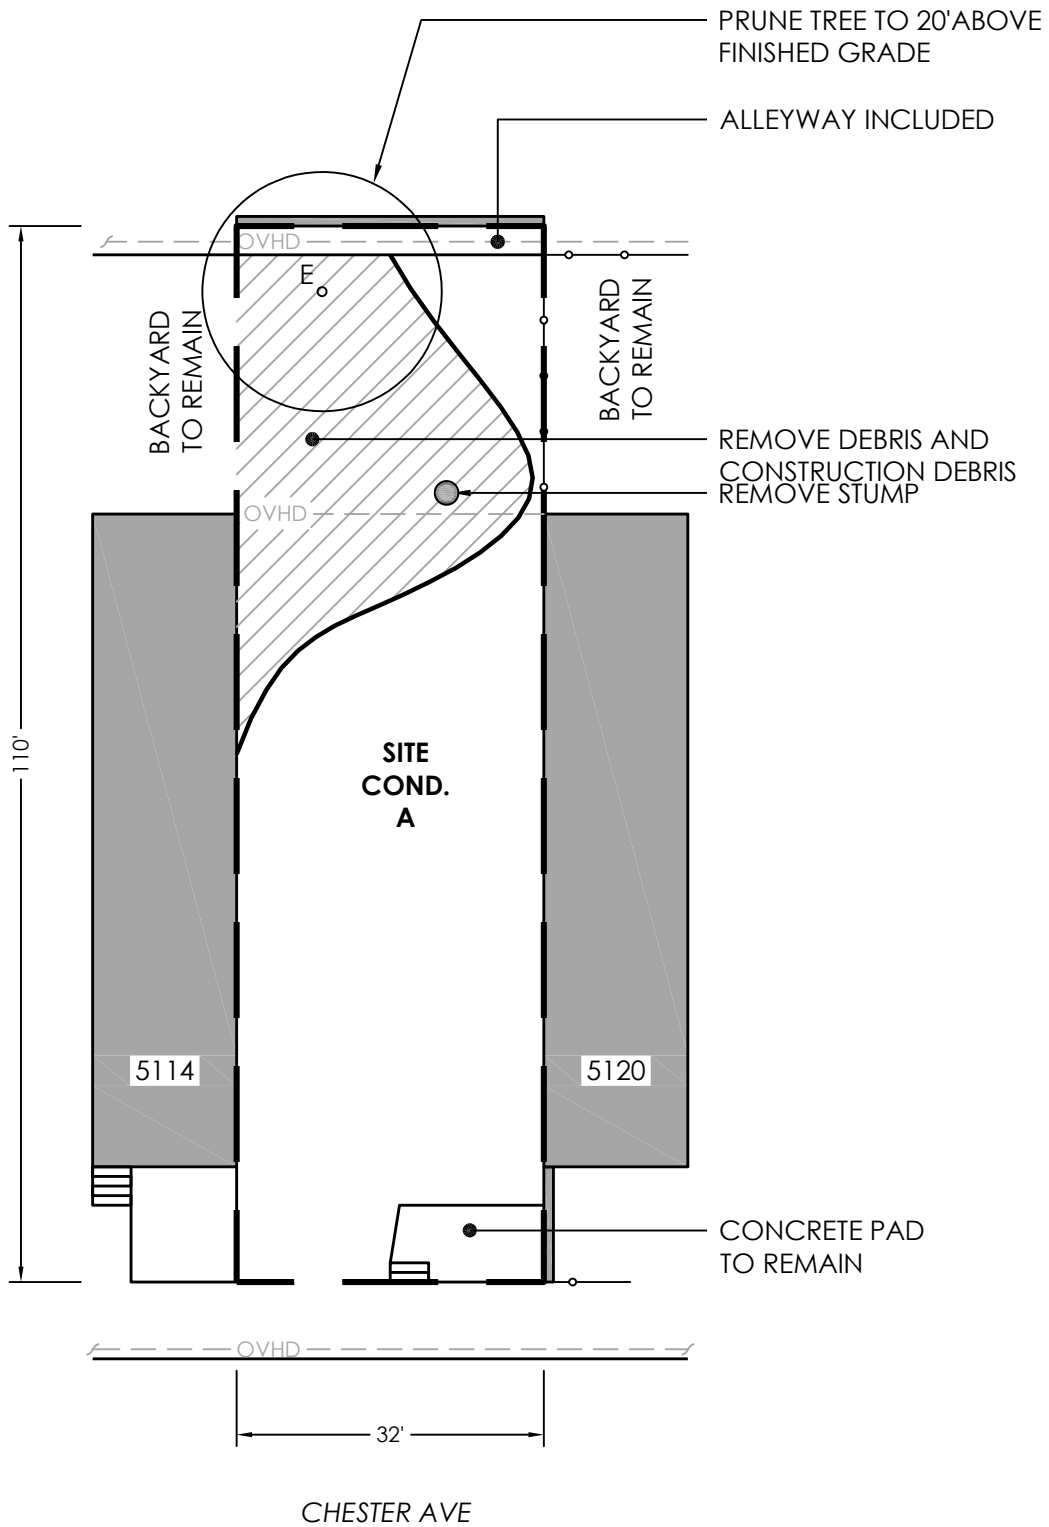 PRUNE TREE TO 20'ABOVE
FINISHED GRADE
ALLEYWAY INCLUDED
OVHD
E
BACKYARD
TO REMAIN
BACKYARD
TO REMAIN
REMOVE DEBRIS AND
CONSTRUCTION DEBRIS
REMOVE STUMP
OVHD
110'
SITE
COND.
A
5114
5120
CONCRETE PAD
TO REMAIN
OVHD
32'
CHESTER AVE